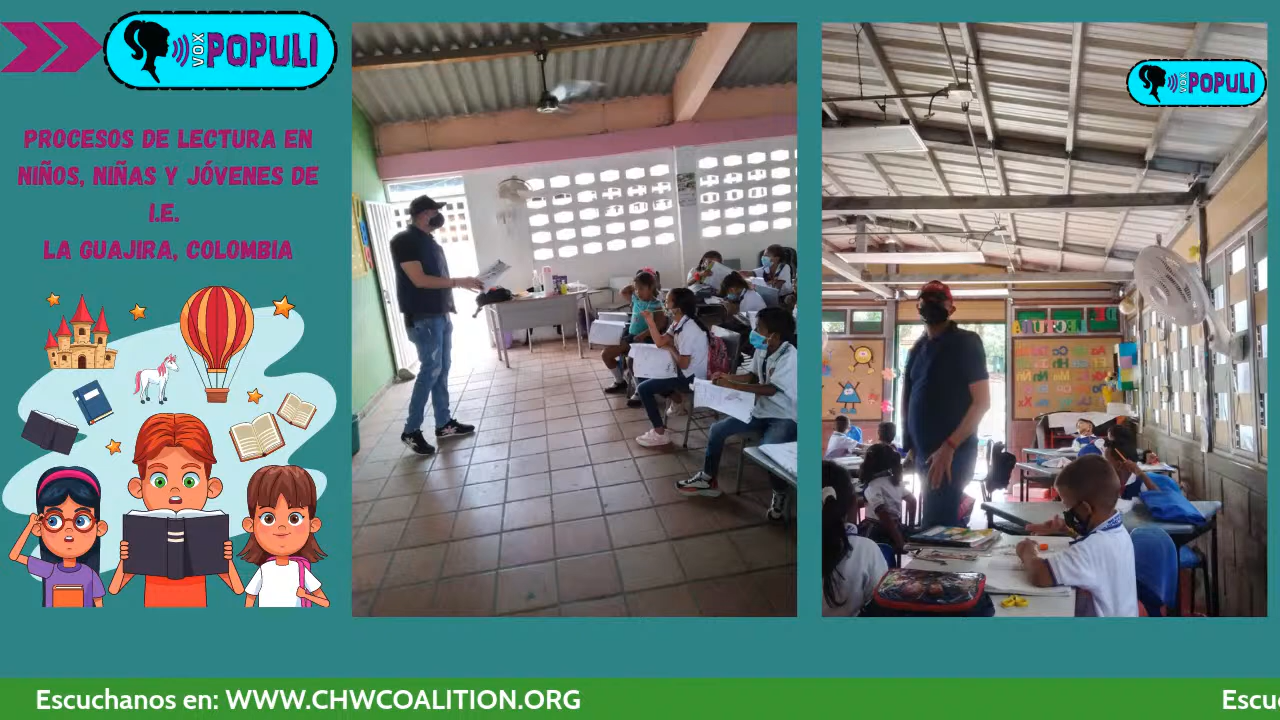 VOX POPULI
PROCESOS DE LECTURA EN
NIÑOS, NIÑAS Y JÓVENES DE
I.E.
LA GUAJIRA, COLOMBIA
VOX POPULI
Escuchanos en: WWW.CHWCOALITION.ORG
Escu